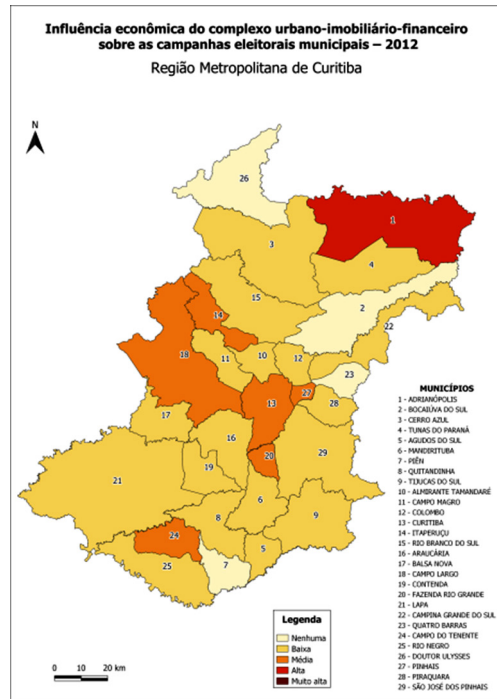 Influência econômica do complexo urbano-imobiliário-financeiro
sobre as campanhas eleitorais municipais – 2012
Região Metropolitana de Curitiba
N
26
1
3
4
15
2
14
22
18
11
10
12
23
27
28
13
17
16
20
29
19
21
6
8
9
24
5
7
25
MUNICÍPIOS
1 - ADRIANÓPOLIS
2 - BOCAIÚVA DO SUL
3 - CERRO AZUL
4 - TUNAS DO PARANÁ
5 - AGUDOS DO SUL
6 - MANDIRITUBA
7 - PIÊN
8 - QUITANDINHA
9 - TIJUCAS DO SUL
10 - ALMIRANTE TAMANDARÉ
11 - CAMPO MAGRO
12 - COLOMBO
13 - CURITIBA
14 - ITAPERUÇU
15 - RIO BRANCO DO SUL
16 - ARAUCÁRIA
17 - BALSA NOVA
18 - CAMPO LARGO
19 - CONTENDA
20 - FAZENDA RIO GRANDE
21 - LAPA
22 - CAMPINA GRANDE DO SUL
23 - QUATRO BARRAS
24 - CAMPO DO TENENTE
25 - RIO NEGRO
26 - DOUTOR ULYSSES
27 - PINHAIS
28 - PIRAQUARA
29 - SÃO JOSÉ DOS PINHAIS
Legenda
Nenhuma
Baixa
Média
Alta
Muito alta
0 10 20 km